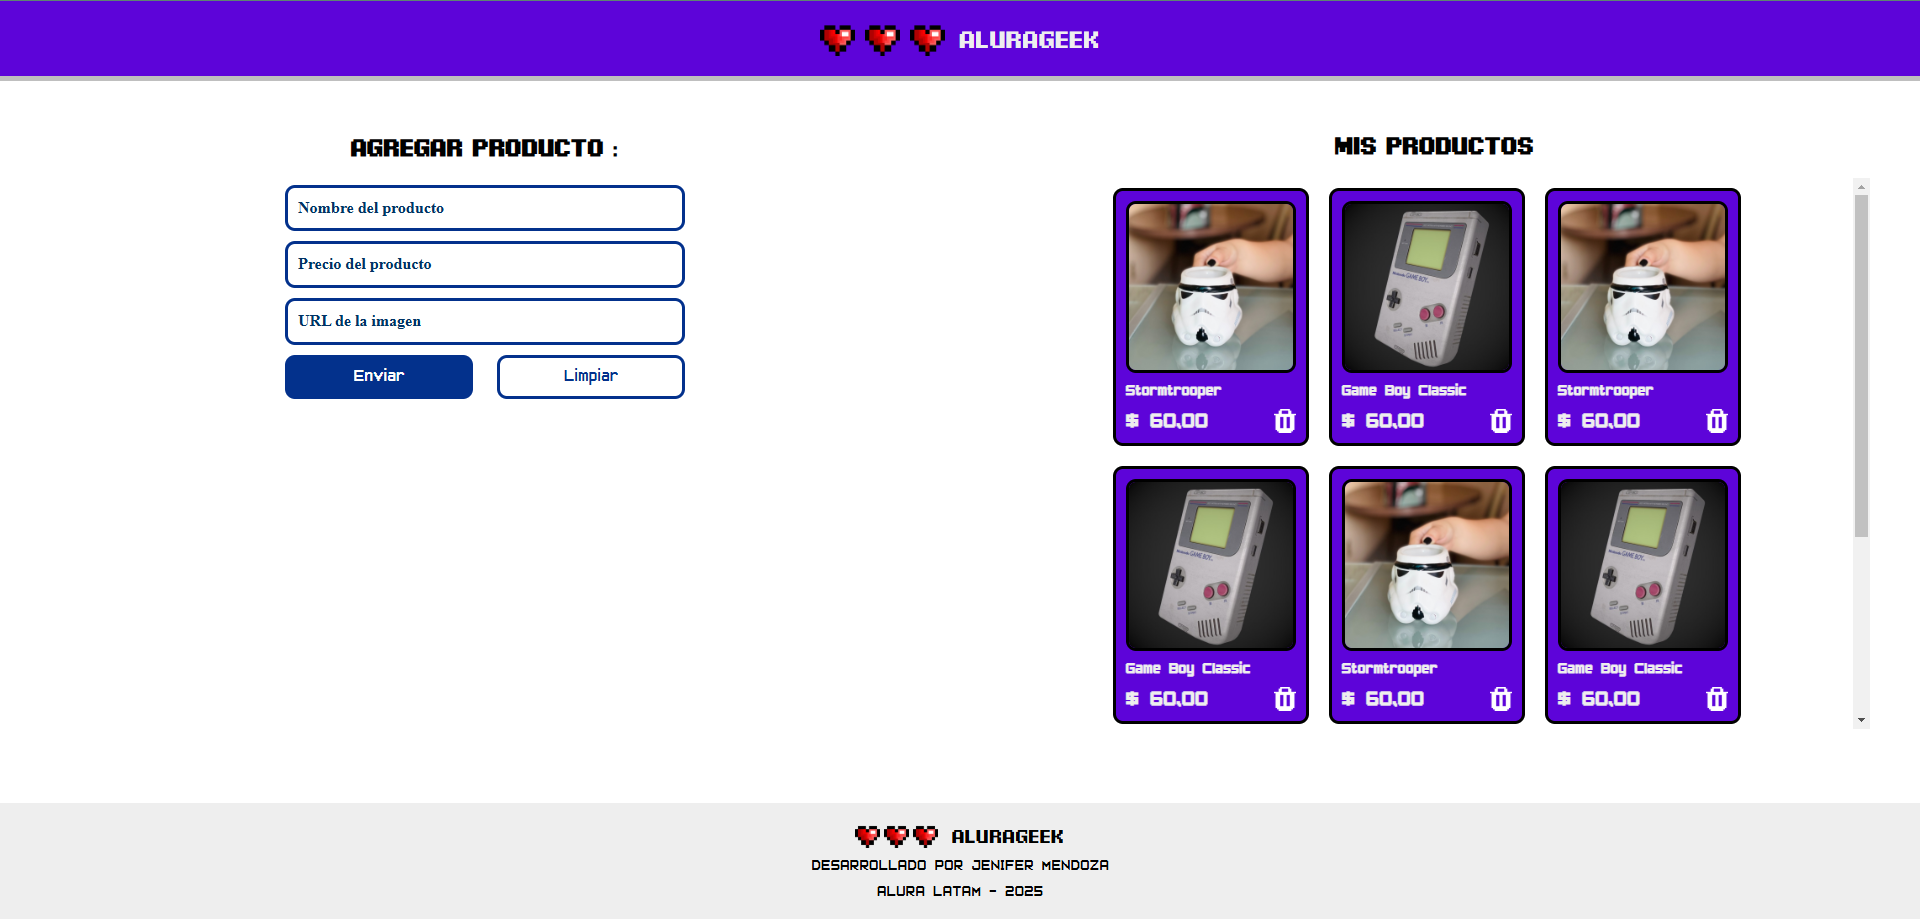 ALURAGEEK
AGREGAR PRODUCTO :
Nombre del producto
Precio del producto
URL de la imagen
Enviar
Limpiar
MIS PRODUCTOS
Stormtrooper
$ 60,00
Game Boy Classic
$ 60,00
Stormtrooper
$ 60,00
Game Boy Classic
$ 60,00
Stormtrooper
$ 60,00
Game Boy Classic
$ 60,00
ALURAGEEK
DESARROLLADO POR JENIFER MENDOZA
ALURA LATAM - 2025